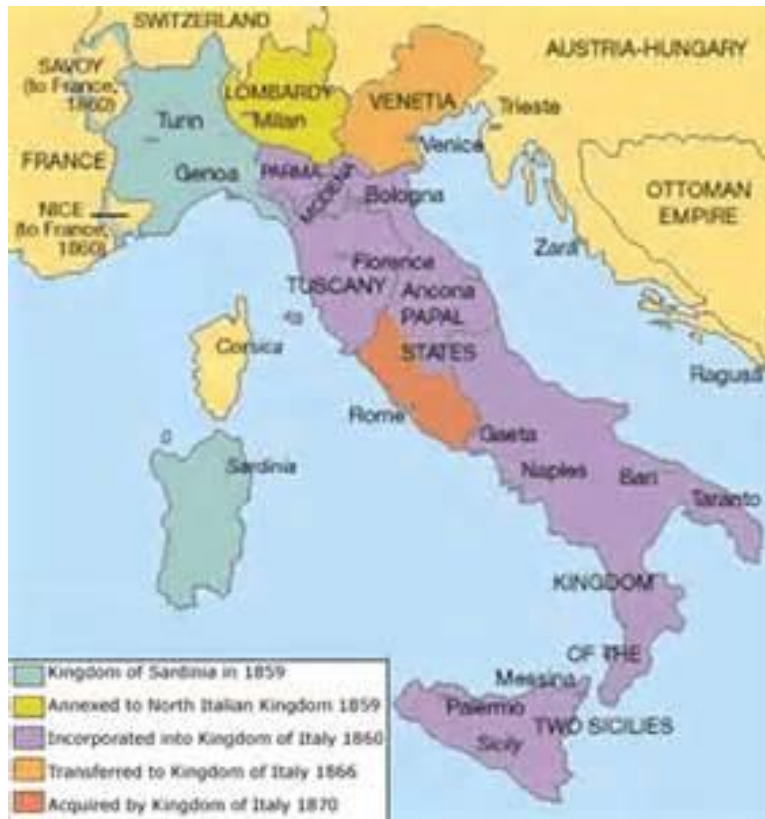 SWITZERLAND
AUSTRIA-HUNGARY
SAVOY
(to France,
1860)
LOMBARDY
Milan
VENETIA
Trieste
Turin
Venice
FRANCE
Genoa
PARMA
MODENA
Bologna
OTTOMAN
EMPIRE
NICE
(to France,
1860)
Zara
Florence
TUSCANY
Ancona
PAPAL
STATES
Corsica
Ragusa
Rome
Gaeta
Sardinia
Naples
Bari
Taranto
KINGDOM
OF THE
TWO SICILIES
Messina
Palermo
Sicily
Kingdom of Sardinia in 1859
Annexed to North Italian Kingdom 1859
Incorporated into Kingdom of Italy 1860
Transferred to Kingdom of Italy 1866
Acquired by Kingdom of Italy 1870